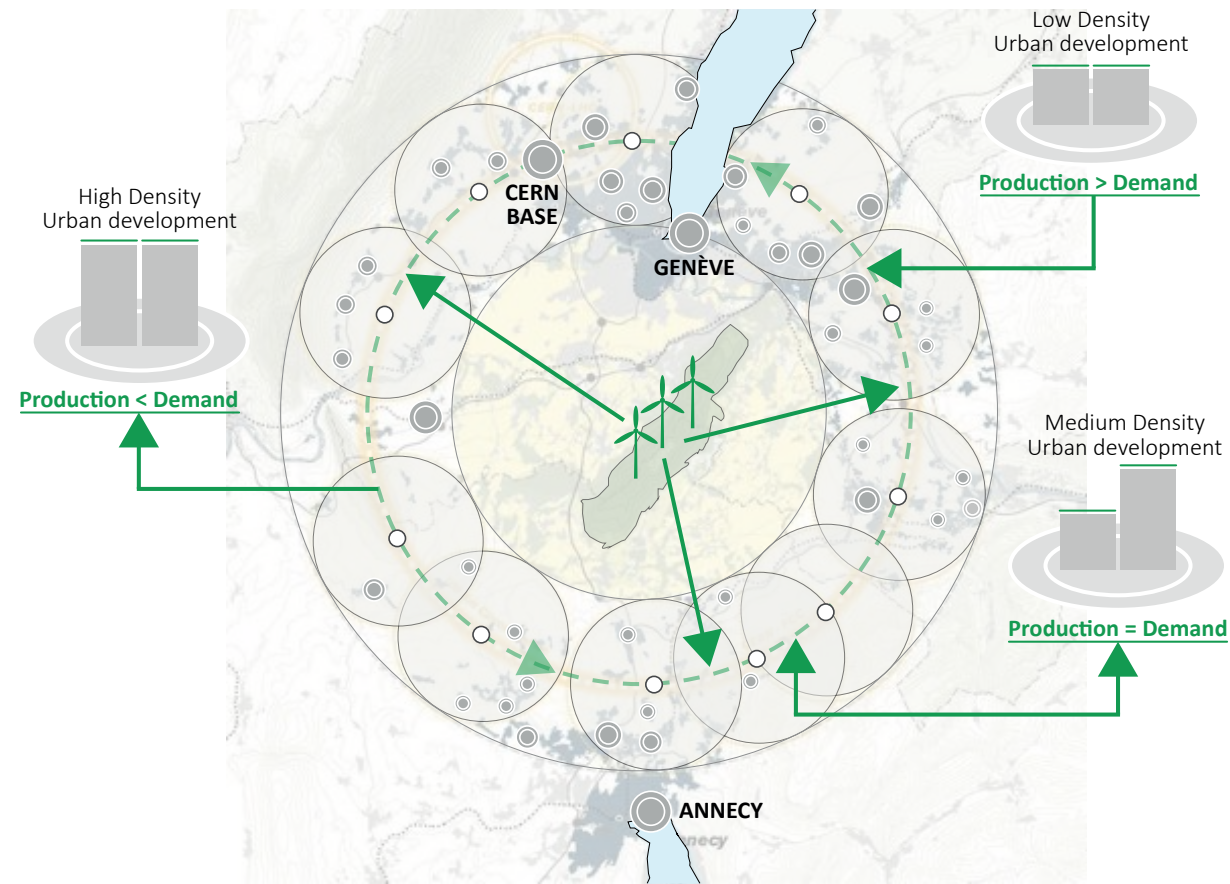 Low Density
Urban development
Production > Demand
High Density
Urban development
Production < Demand
CERN
BASE
GENÈVE
Medium Density
Urban development
Production = Demand
ANNECY